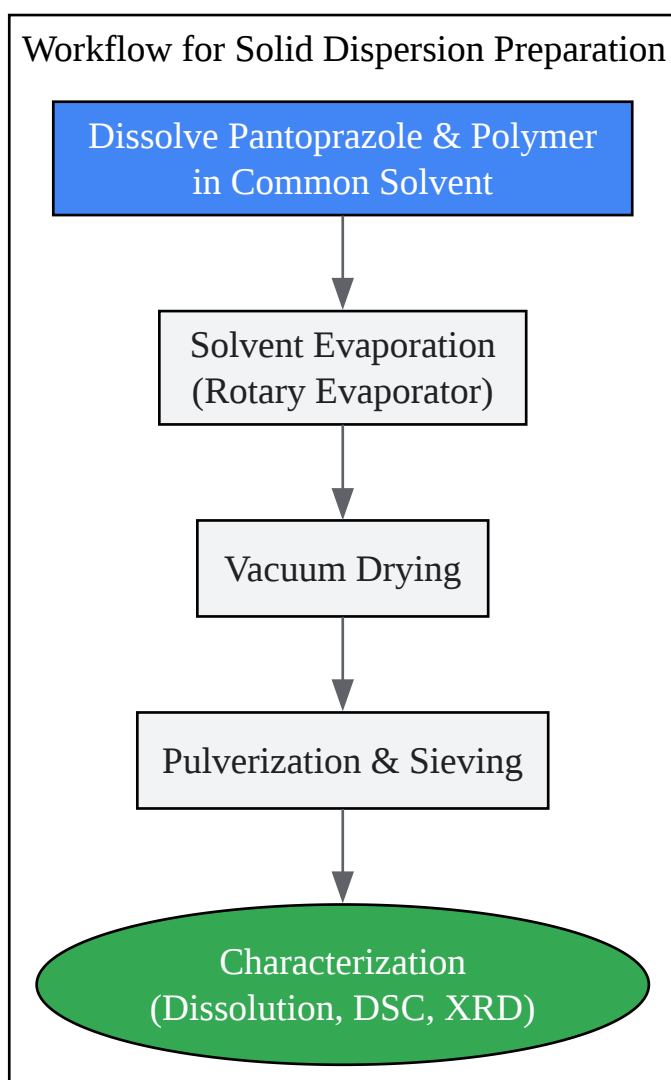 Workflow for Solid Dispersion Preparation
Dissolve Pantoprazole & Polymer
in Common Solvent
Solvent Evaporation
(Rotary Evaporator)
Vacuum Drying
Pulverization & Sieving
Characterization
(Dissolution, DSC, XRD)